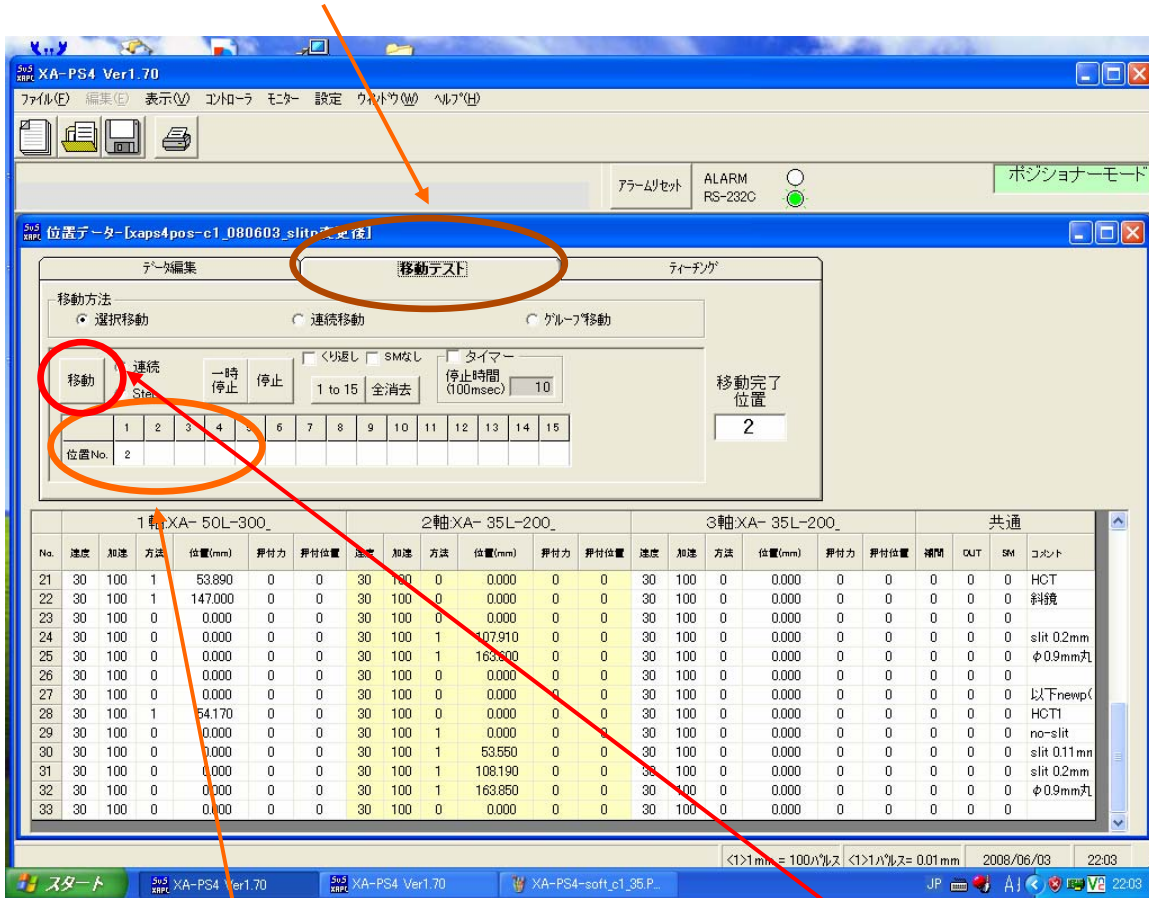 XA-PS4 Ver1.70
ファイル(F) 編集(E) 表示(V) コントローラ モニター 設定 ウィンドウ(W) ヘルプ(H)
アラームリセット ALARM
RS-232C
ポジショナーモード
位置データ-[xaps4pos-c1_080603_slitn変更後]
データ編集 移動テスト ティーチング
移動方法
選択移動 連続移動 グループ移動
移動 連続 一時停止 停止 くり返し SMなし タイマー
停止時間
(100msec) 10
1 to 15 全消去
移動完了
位置
2
1 2 3 4 5 6 7 8 9 10 11 12 13 14 15
位置No. 2
1軸:XA- 50L-300_ 2軸:XA- 35L-200_ 3軸:XA- 35L-200_ 共通
No. 速度 加速 方法 位置(mm) 押付力 押付位置 速度 加速 方法 位置(mm) 押付力 押付位置 速度 加速 方法 位置(mm) 押付力 押付位置 補間 OUT SM コメント
21 30 100 1 53.890 0 0 30 100 0 0.000 0 0 30 100 0 0.000 0 0 0 0 0 HCT
22 30 100 1 147.000 0 0 30 100 0 0.000 0 0 30 100 0 0.000 0 0 0 0 0 斜鏡
23 30 100 0 0.000 0 0 30 100 0 0.000 0 0 30 100 0 0.000 0 0 0 0 0
24 30 100 0 0.000 0 0 30 100 1 107.910 0 0 30 100 0 0.000 0 0 0 0 0 slit 0.2mm
25 30 100 0 0.000 0 0 30 100 1 163.600 0 0 30 100 0 0.000 0 0 0 0 0 φ0.9mm丸
26 30 100 0 0.000 0 0 30 100 0 0.000 0 0 30 100 0 0.000 0 0 0 0 0
27 30 100 0 0.000 0 0 30 100 0 0.000 0 0 30 100 0 0.000 0 0 0 0 0 以下newp(
28 30 100 1 54.170 0 0 30 100 0 0.000 0 0 30 100 0 0.000 0 0 0 0 0 HCT1
29 30 100 0 0.000 0 0 30 100 1 0.000 0 0 30 100 0 0.000 0 0 0 0 0 no-slit
30 30 100 0 0.000 0 0 30 100 1 53.550 0 0 30 100 0 0.000 0 0 0 0 0 slit 0.11mm
31 30 100 0 0.000 0 0 30 100 1 108.190 0 0 30 100 0 0.000 0 0 0 0 0 slit 0.2mm
32 30 100 0 0.000 0 0 30 100 1 163.850 0 0 30 100 0 0.000 0 0 0 0 0 φ0.9mm丸
33 30 100 0 0.000 0 0 30 100 0 0.000 0 0 30 100 0 0.000 0 0 0 0 0
<1>1mm = 100パルス <1>1パルス= 0.01mm 2008/06/03 22:03
スタート XA-PS4 Ver1.70 XA-PS4 Ver1.70 XA-PS4-soft_c1_35.P... JP 22:03